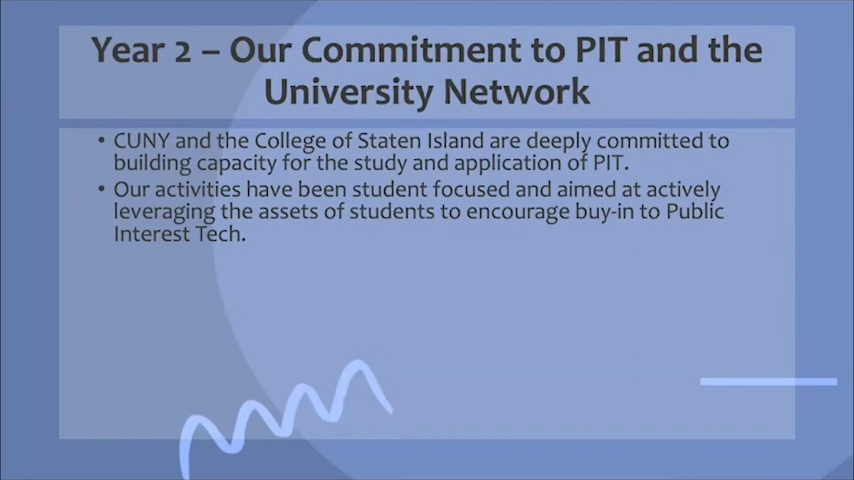 Year 2 – Our Commitment to PIT and the
University Network
• CUNY and the College of Staten Island are deeply committed to
building capacity for the study and application of PIT.
• Our activities have been student focused and aimed at actively
leveraging the assets of students to encourage buy-in to Public
Interest Tech.